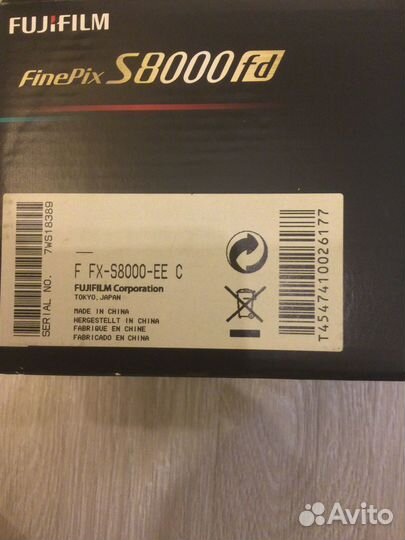 FUJIFILM
FinePix S8000fd
SERIAL NO. 7WS18389
F FX-S8000-EE C
FUJIFILM Corporation
TOKYO, JAPAN
MADE IN CHINA
HERGESTELLT IN CHINA
FABRIQUE EN CHINE
FABRICADO EN CHINA
T4547410026177
Avito